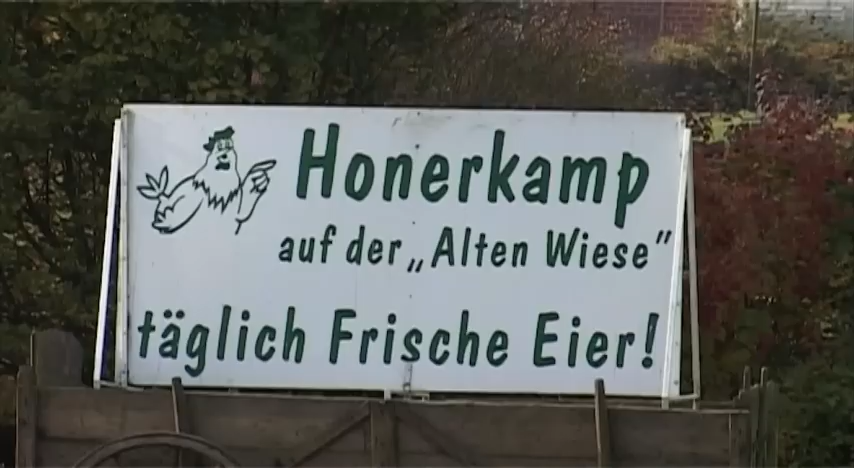 Honerkamp
auf der „Alten Wiese"
täglich Frische Eier!